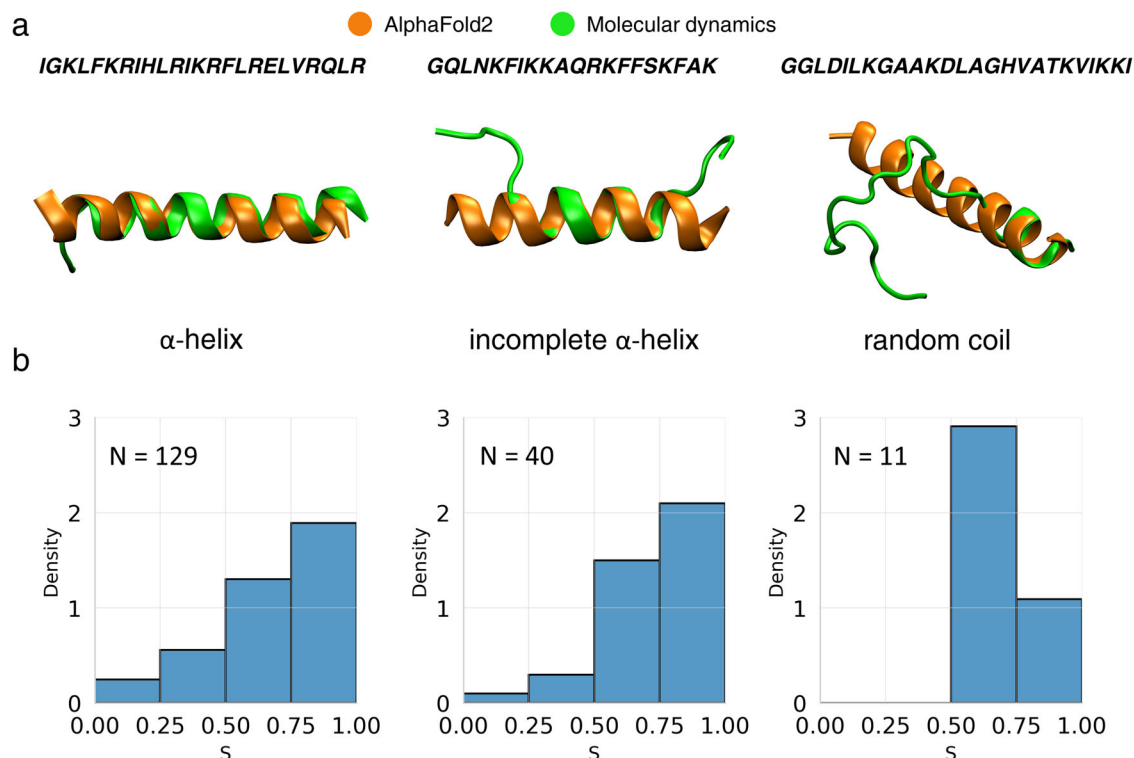 a
AlphaFold2 Molecular dynamics
IGKLFKRIHLRIKRFLRELVRQLR GQLNKFIKKAQRKFFSKFAK GGLDILKGAAKDLAGHVATKVIKKI
α-helix incomplete α-helix random coil
b
3 3 3
N = 129 N = 40 N = 11
2 2 2
Density Density Density
1 1 1
0 0 0
0.00 0.25 0.50 0.75 1.00 0.00 0.25 0.50 0.75 1.00 0.00 0.25 0.50 0.75 1.00
S S S